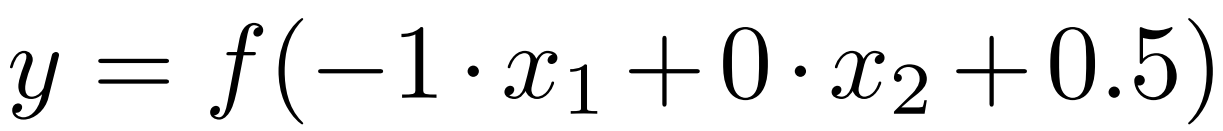 y = f(−1 · x₁ + 0 · x₂ + 0.5)